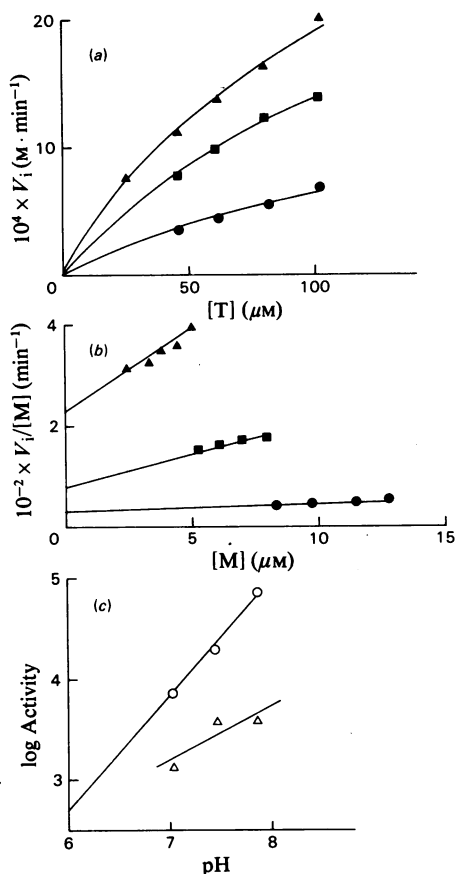 20
(a)
10
10⁴ × Vᵢ (M · min⁻¹)
0
50
100
[T] (μM)
4
(b)
2
10⁻² × Vᵢ/[M] (min⁻¹)
0
5
10
15
[M] (μM)
5
(c)
4
3
log Activity
6
7
8
pH